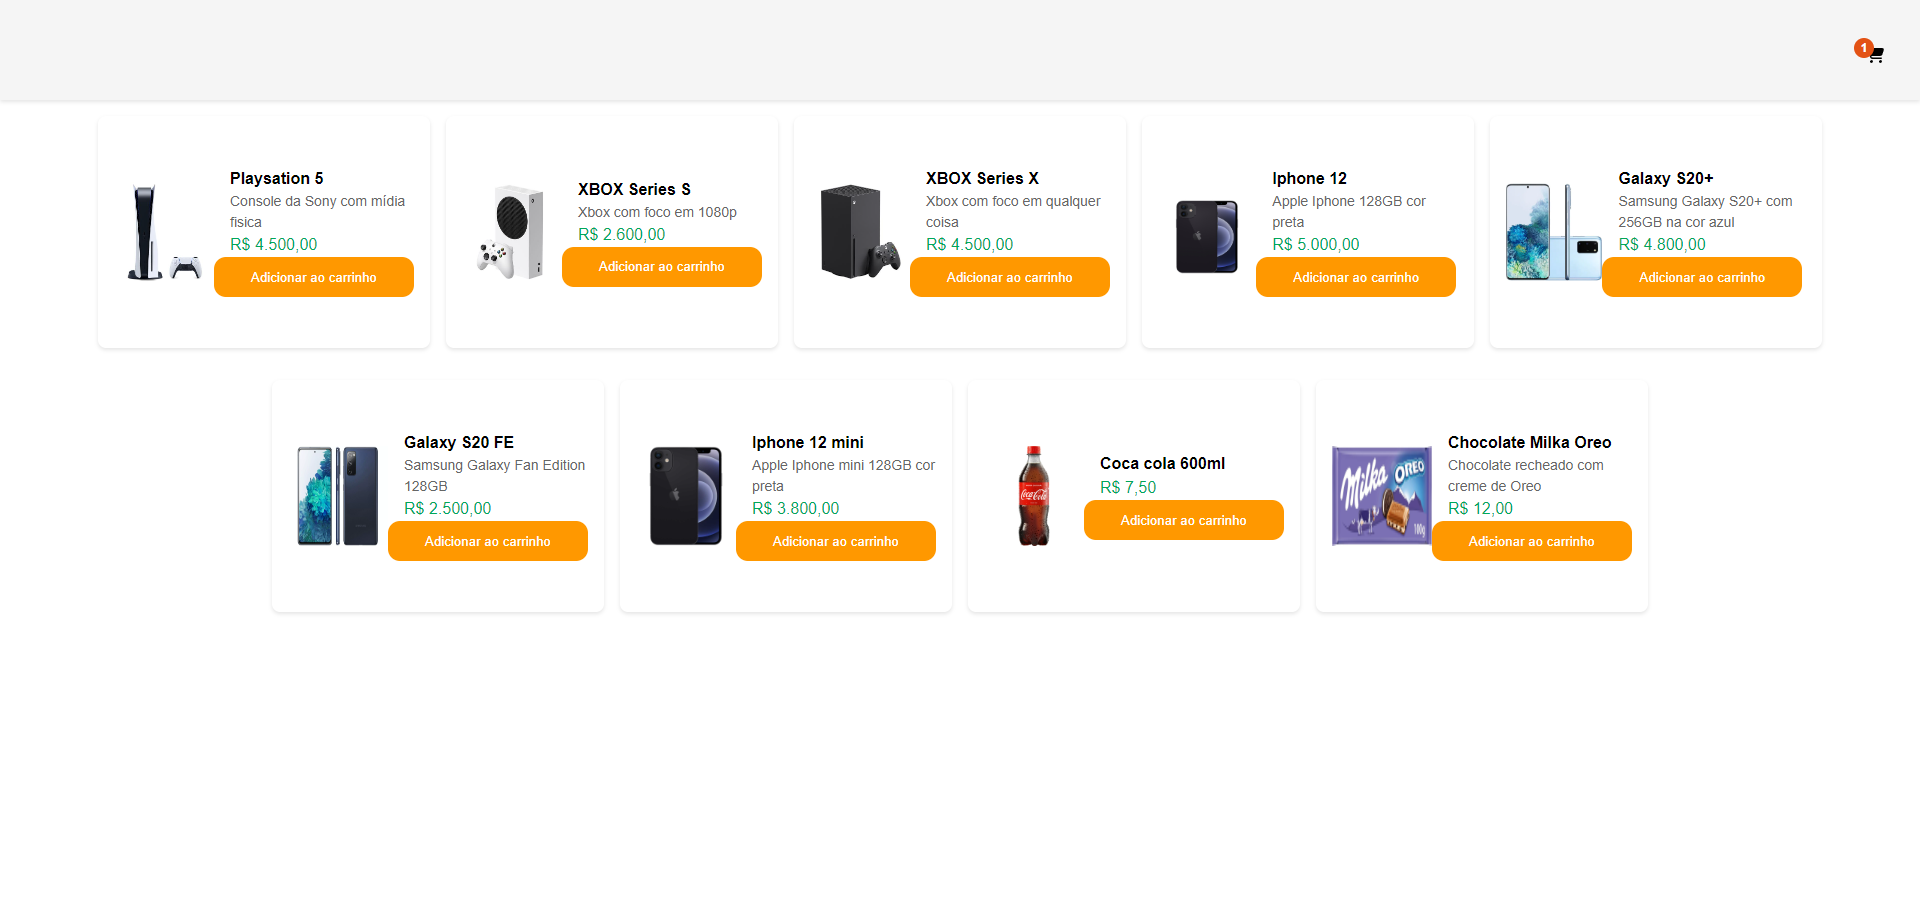 1
Playsation 5
Console da Sony com mídia
fisica
R$ 4.500,00
Adicionar ao carrinho
XBOX Series S
Xbox com foco em 1080p
R$ 2.600,00
Adicionar ao carrinho
XBOX Series X
Xbox com foco em qualquer
coisa
R$ 4.500,00
Adicionar ao carrinho
Iphone 12
Apple Iphone 128GB cor
preta
R$ 5.000,00
Adicionar ao carrinho
Galaxy S20+
Samsung Galaxy S20+ com
256GB na cor azul
R$ 4.800,00
Adicionar ao carrinho
Galaxy S20 FE
Samsung Galaxy Fan Edition
128GB
R$ 2.500,00
Adicionar ao carrinho
Iphone 12 mini
Apple Iphone mini 128GB cor
preta
R$ 3.800,00
Adicionar ao carrinho
Coca-Cola
Coca cola 600ml
R$ 7,50
Adicionar ao carrinho
Milka OREO
100g
Chocolate Milka Oreo
Chocolate recheado com
creme de Oreo
R$ 12,00
Adicionar ao carrinho